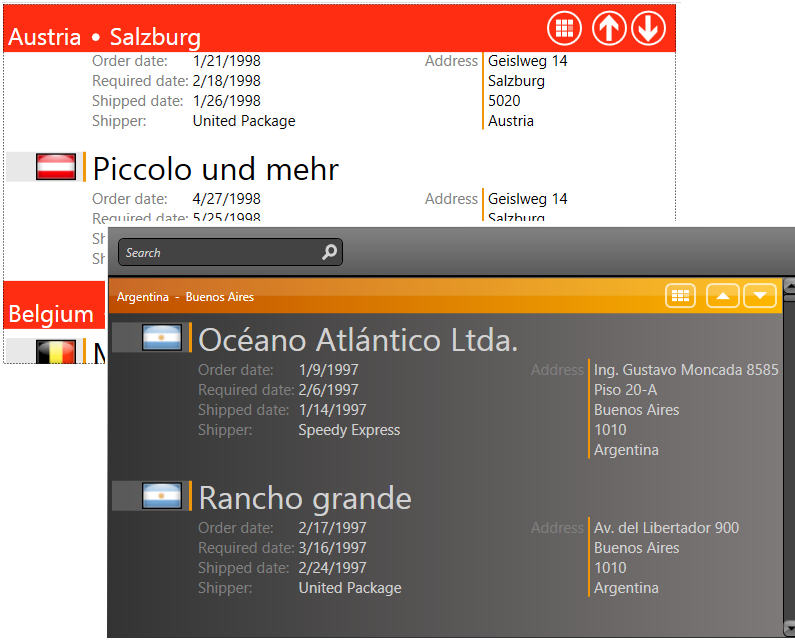 Austria • Salzburg
Order date: 1/21/1998 Address Geislweg 14
Required date: 2/18/1998 Salzburg
Shipped date: 1/26/1998 5020
Shipper: United Package Austria
Piccolo und mehr
Order date: 4/27/1998 Address Geislweg 14
Required date: 5/25/1998 Salzburg
Sh
Sh
Belgium
Search
Argentina - Buenos Aires
Océano Atlántico Ltda.
Order date: 1/9/1997 Address Ing. Gustavo Moncada 8585
Required date: 2/6/1997 Piso 20-A
Shipped date: 1/14/1997 Buenos Aires
Shipper: Speedy Express 1010
Argentina
Rancho grande
Order date: 2/17/1997 Address Av. del Libertador 900
Required date: 3/16/1997 Buenos Aires
Shipped date: 2/24/1997 1010
Shipper: United Package Argentina